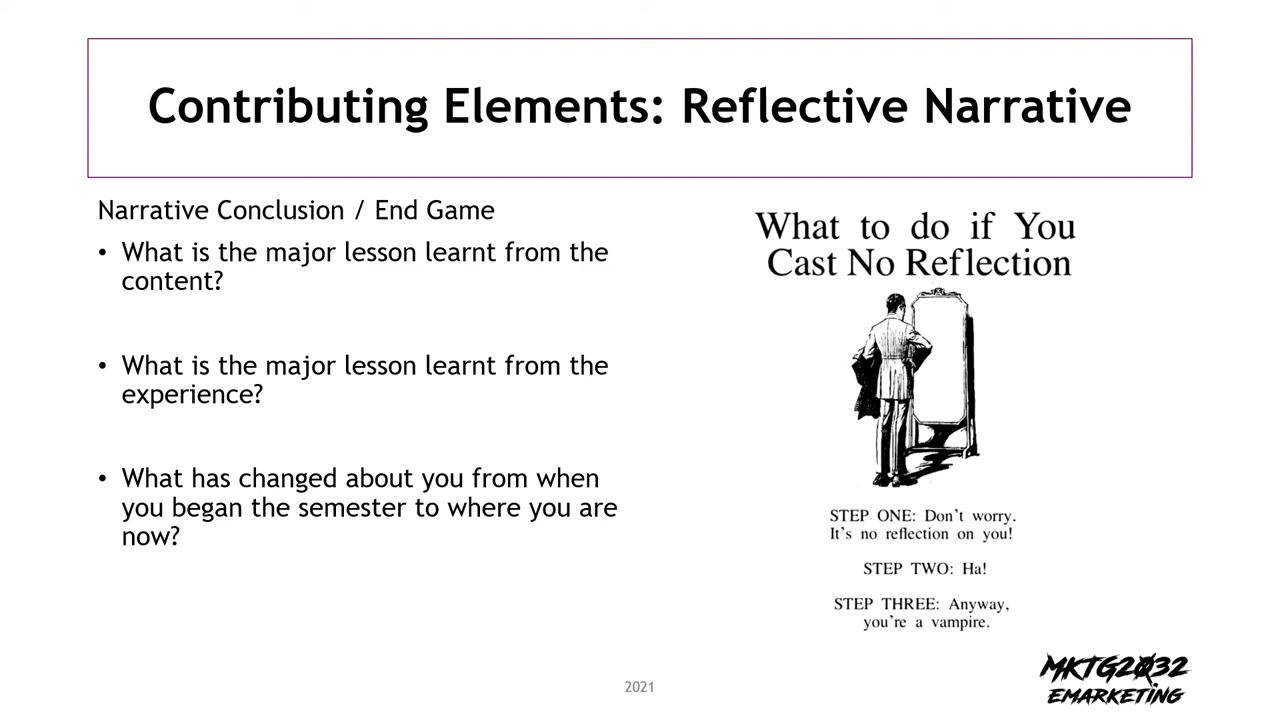 Contributing Elements: Reflective Narrative
Narrative Conclusion / End Game
• What is the major lesson learnt from the
content?
• What is the major lesson learnt from the
experience?
• What has changed about you from when
you began the semester to where you are
now?
What to do if You
Cast No Reflection
STEP ONE: Don't worry.
It's no reflection on you!
STEP TWO: Ha!
STEP THREE: Anyway,
you're a vampire.
2021
MKTG2032
EMARKETING